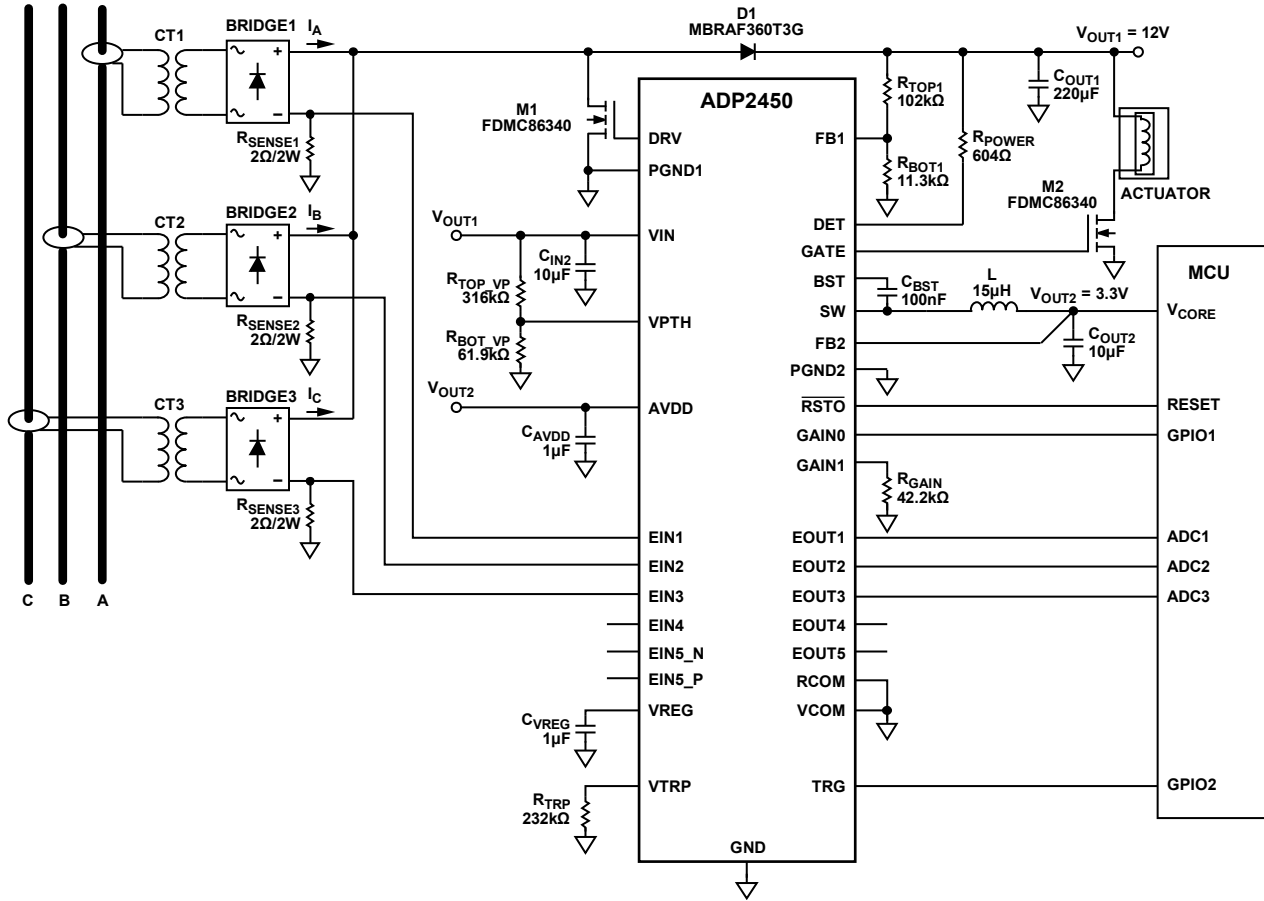 CT1
BRIDGE1
IA
∿
+
∿
−
RSENSE1
2Ω/2W
CT2
BRIDGE2
IB
∿
+
∿
−
RSENSE2
2Ω/2W
CT3
BRIDGE3
IC
∿
+
∿
−
RSENSE3
2Ω/2W
C
B
A
D1
MBRAF360T3G
VOUT1 = 12V
M1
FDMC86340
VOUT1
RTOP_VP
316kΩ
CIN2
10µF
RBOT_VP
61.9kΩ
VOUT2
CAVDD
1µF
CVREG
1µF
RTRP
232kΩ
ADP2450
DRV
PGND1
VIN
VPTH
AVDD
EIN1
EIN2
EIN3
EIN4
EIN5_N
EIN5_P
VREG
VTRP
GND
FB1
DET
GATE
BST
SW
FB2
PGND2
RSTO
GAIN0
GAIN1
EOUT1
EOUT2
EOUT3
EOUT4
EOUT5
RCOM
VCOM
TRG
RTOP1
102kΩ
RBOT1
11.3kΩ
RPOWER
604Ω
COUT1
220µF
ACTUATOR
M2
FDMC86340
CBST
100nF
L
15µH
VOUT2 = 3.3V
COUT2
10µF
RGAIN
42.2kΩ
MCU
VCORE
RESET
GPIO1
ADC1
ADC2
ADC3
GPIO2